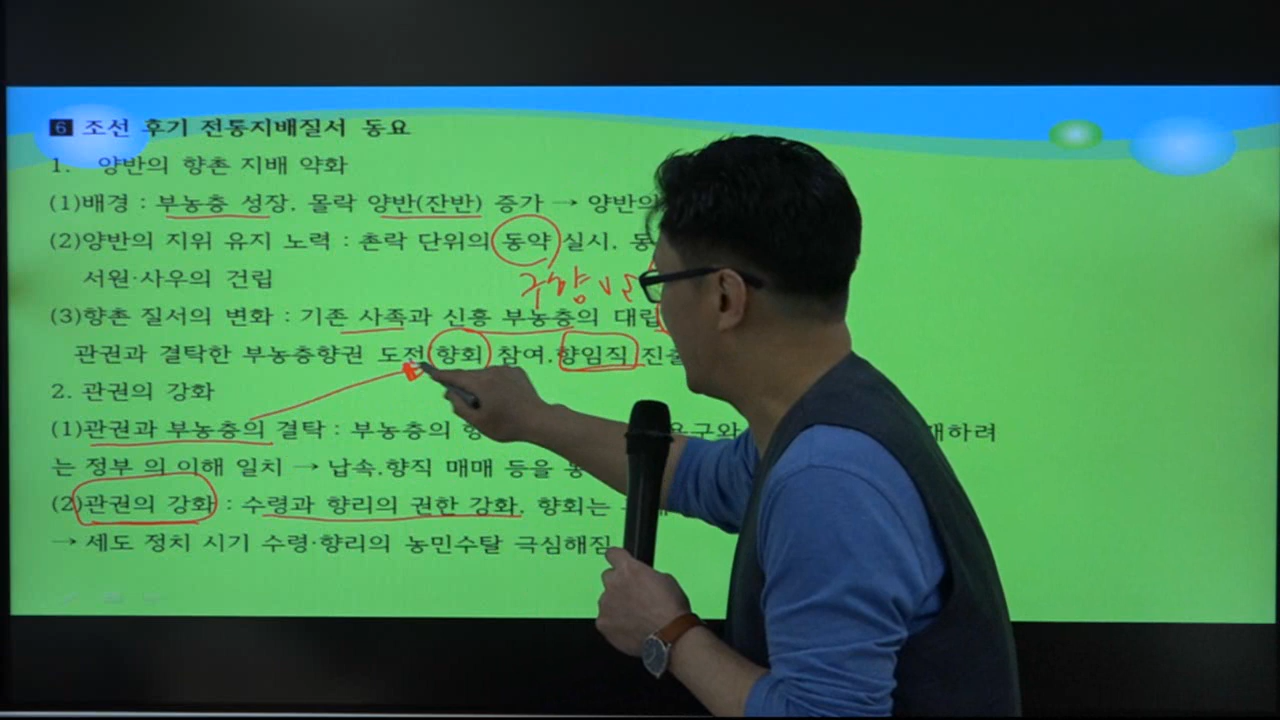 6 조선 후기 전통지배질서 동요
1. 양반의 향촌 지배 약화
(1)배경 : 부농층 성장. 몰락 양반(잔반) 증가 → 양반의
(2)양반의 지위 유지 노력 : 촌락 단위의 동약 실시. 동
서원·사우의 건립
구향 vs
(3)향촌 질서의 변화 : 기존 사족과 신흥 부농층의 대립
관권과 결탁한 부농층향권 도전 향회 참여.향임직 진출
2. 관권의 강화
(1)관권과 부농층의 결탁 : 부농층의 향 욕구와 재하려
는 정부 의 이해 일치 → 납속.향직 매매 등을 통
(2)관권의 강화 : 수령과 향리의 권한 강화. 향회는
→ 세도 정치 시기 수령·향리의 농민수탈 극심해짐